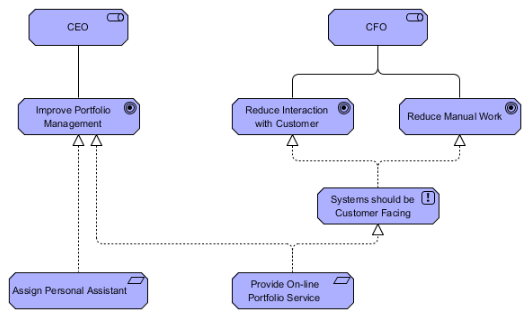 CEO
CFO
Improve Portfolio
Management
Reduce Interaction
with Customer
Reduce Manual Work
Systems should be
Customer Facing
Assign Personal Assistant
Provide On-line
Portfolio Service